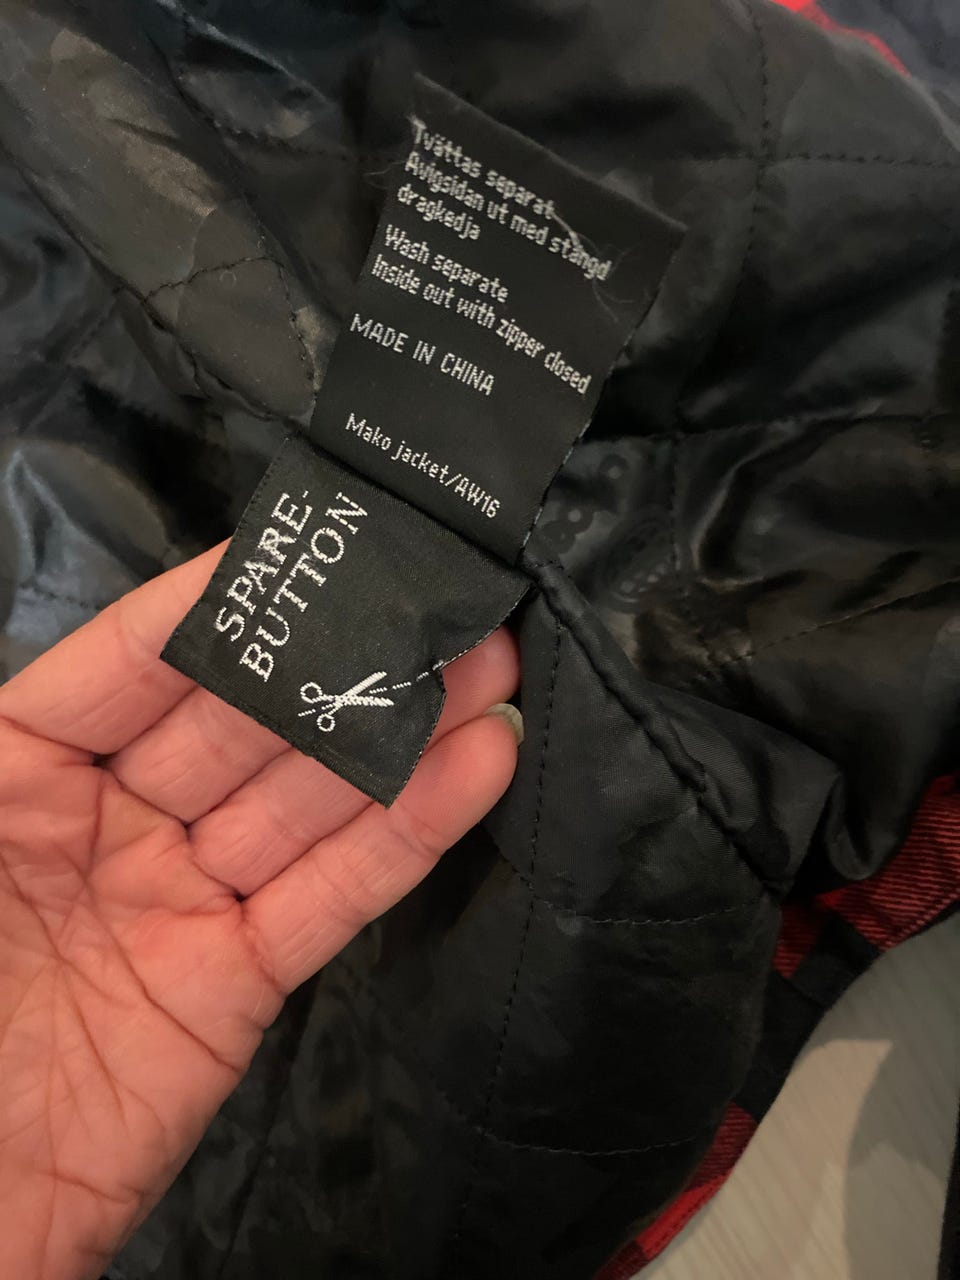 Tvättas separat
Avigsidan ut med stängd
dragkedja
Wash separate
Inside out with zipper closed
MADE IN CHINA
Mako jacket/AW16
SPARE-
BUTTON